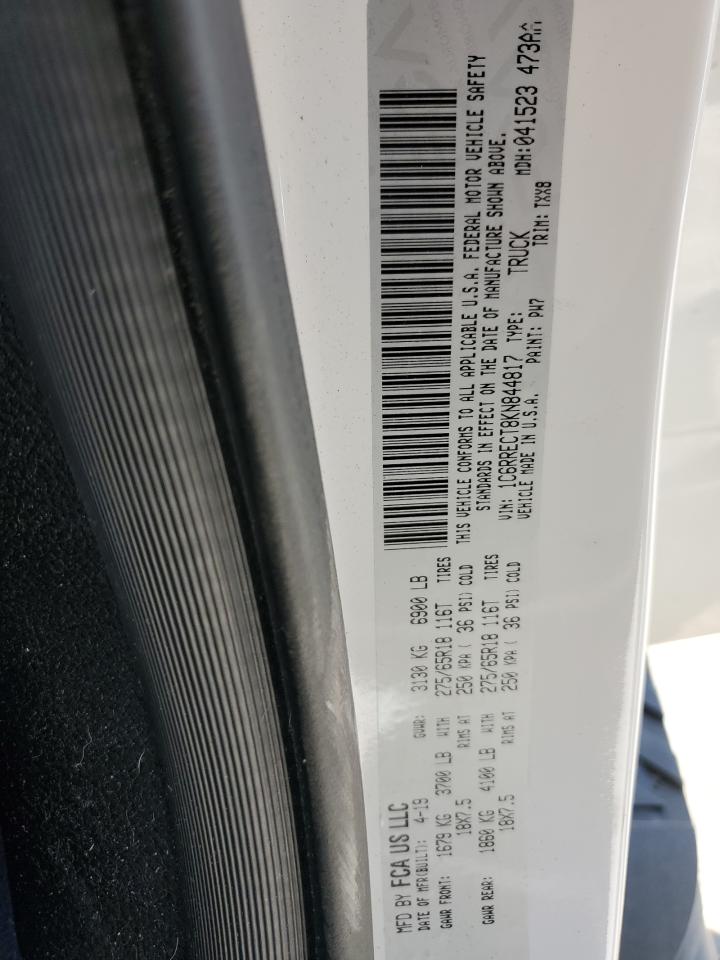 MFD BY FCA US LLC
DATE OF MFR(BUILT): 4-19 GVWR: 3130 KG 6900 LB
GAWR FRONT: 1679 KG 3700 LB WITH 275/65R18 116T TIRES
18X7.5 RIMS AT 250 KPA ( 36 PSI) COLD
GAWR REAR: 1860 KG 4100 LB WITH 275/65R18 116T TIRES
18X7.5 RIMS AT 250 KPA ( 36 PSI) COLD
THIS VEHICLE CONFORMS TO ALL APPLICABLE U.S.A. FEDERAL MOTOR VEHICLE SAFETY
STANDARDS IN EFFECT ON THE DATE OF MANUFACTURE SHOWN ABOVE.
VIN: 1C6RRECT8KN844817 TYPE: TRUCK MDH:041523 473AA
VEHICLE MADE IN U.S.A. PAINT: PW7 TRIM: TXX8